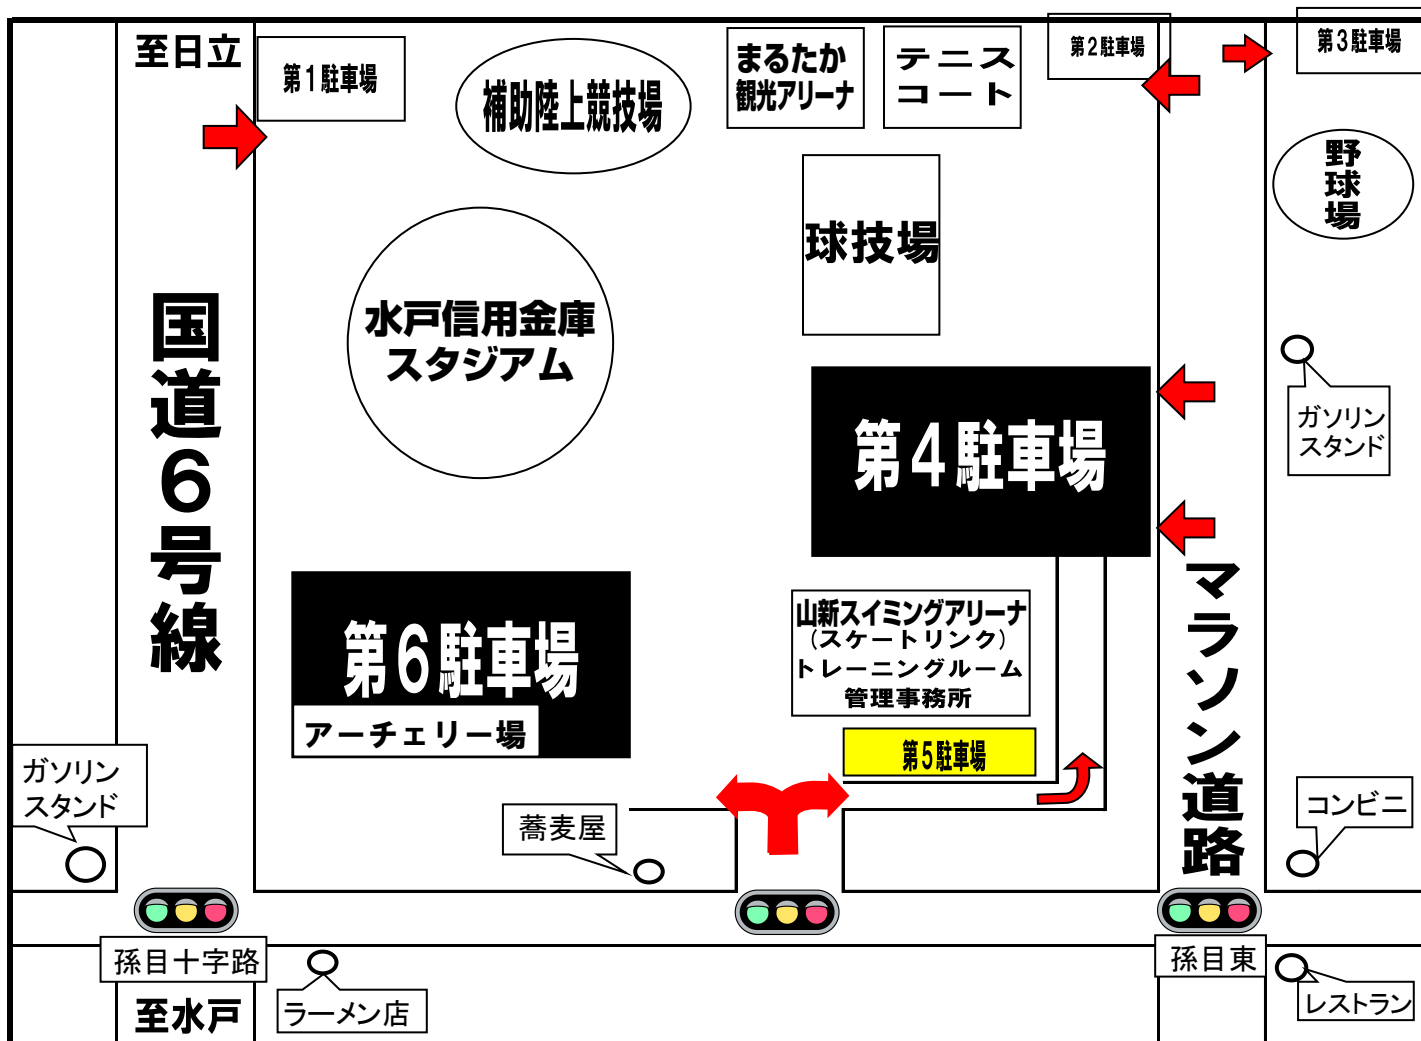 至日立
第1駐車場
補助陸上競技場
まるたか
観光アリーナ
テニス
コート
第2駐車場
第3駐車場
野球場
球技場
水戸信用金庫
スタジアム
国道6号線
ガソリン
スタンド
第4駐車場
マラソン道路
山新スイミングアリーナ
(スケートリンク)
トレーニングルーム
管理事務所
第6駐車場
アーチェリー場
第5駐車場
ガソリン
スタンド
蕎麦屋
コンビニ
孫目十字路
孫目東
至水戸
ラーメン店
レストラン